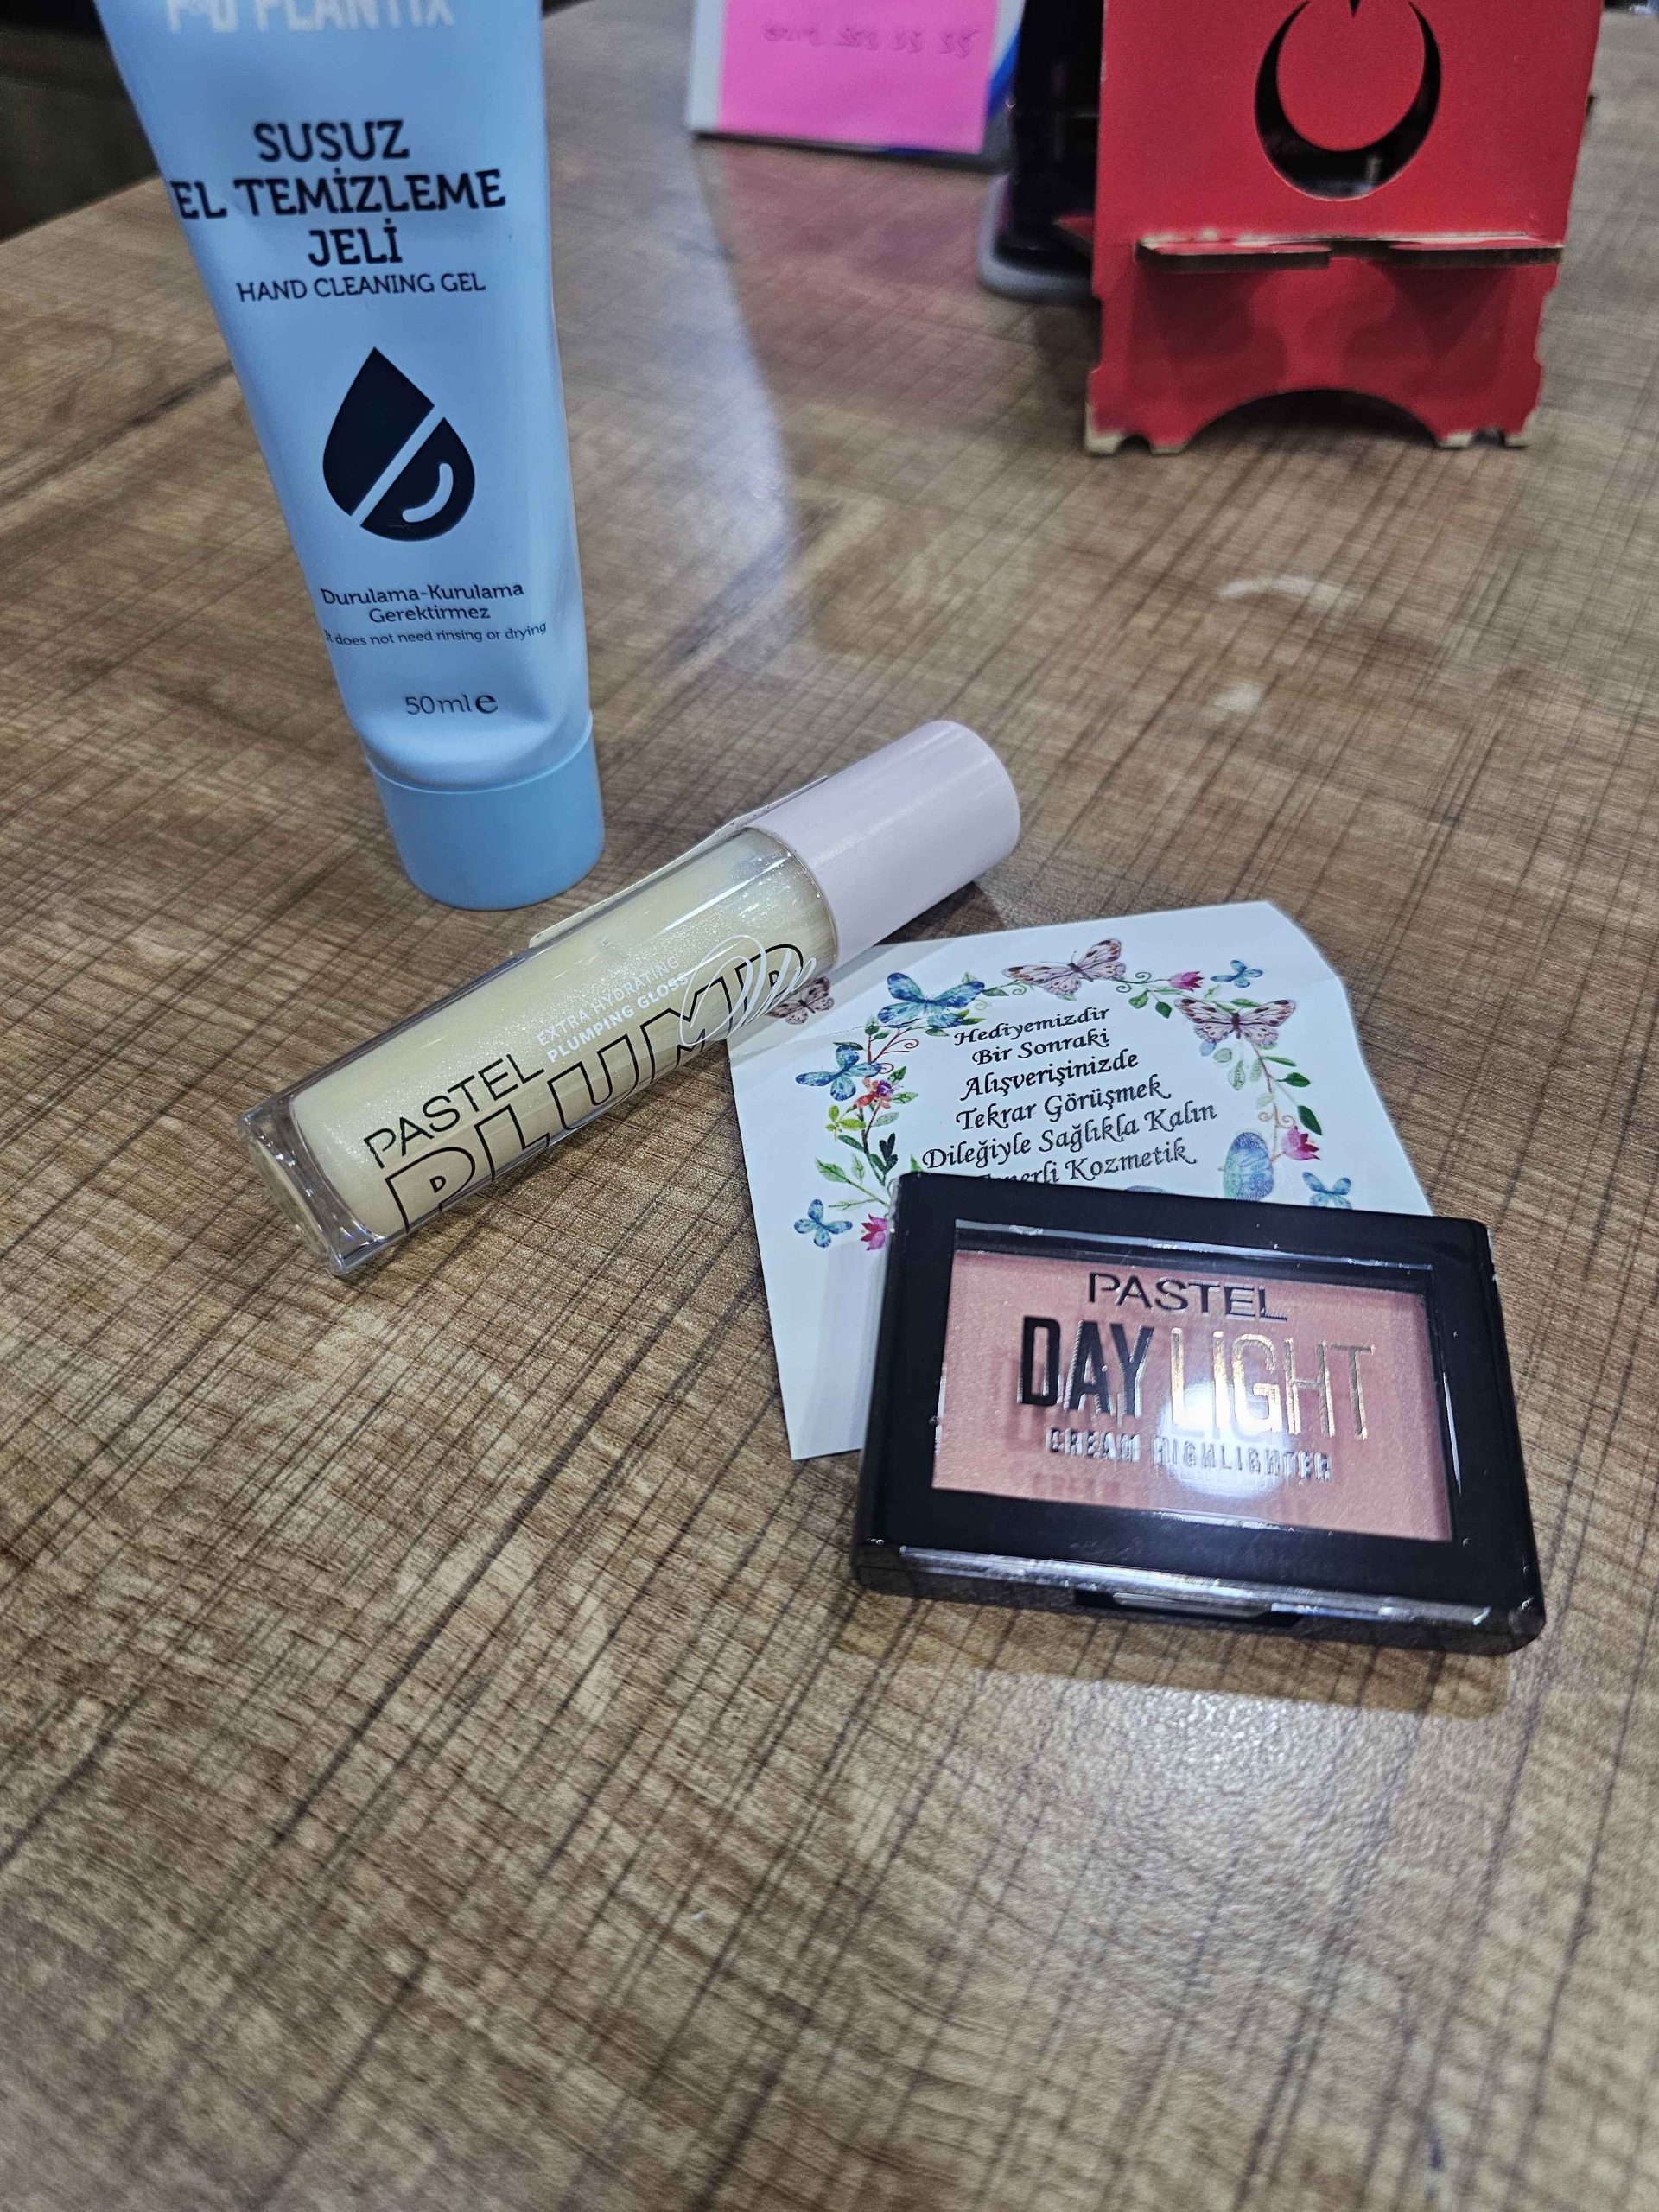 PLANTIX
SUSUZ
EL TEMİZLEME
JELİ
HAND CLEANING GEL
Durulama-Kurulama
Gerektirmez
It does not need rinsing or drying
50ml e
EXTRA HYDRATING
PLUMPING GLOSS
PASTEL
PLUMP
Hediyemizdir
Bir Sonraki
Alışverişinizde
Tekrar Görüşmek
Dileğiyle Sağlıkla Kalın
Kozmetik
PASTEL
DAY LIGHT
CREAM HIGHLIGHTER